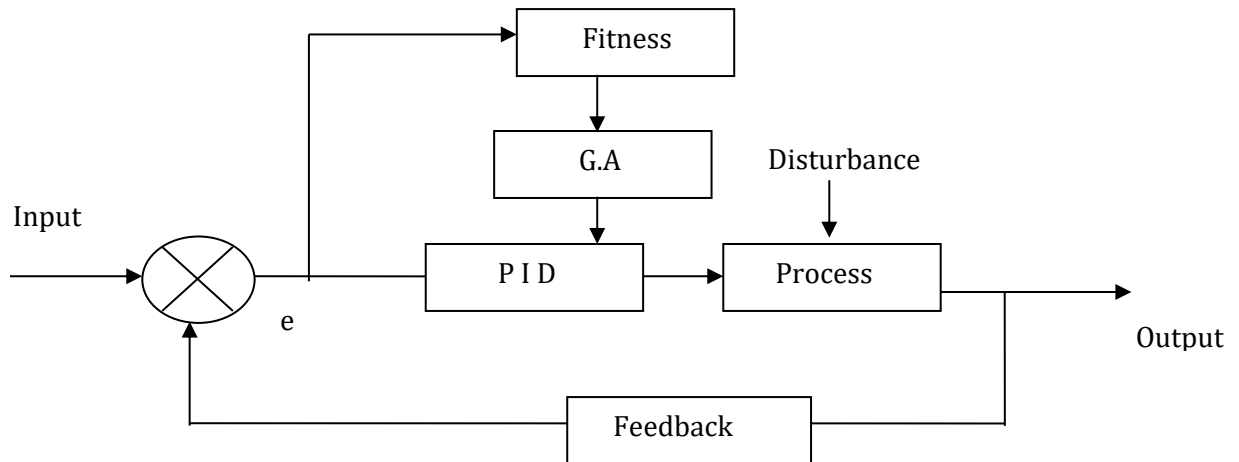 Fitness
G.A
Disturbance
Input
P I D
Process
e
Output
Feedback